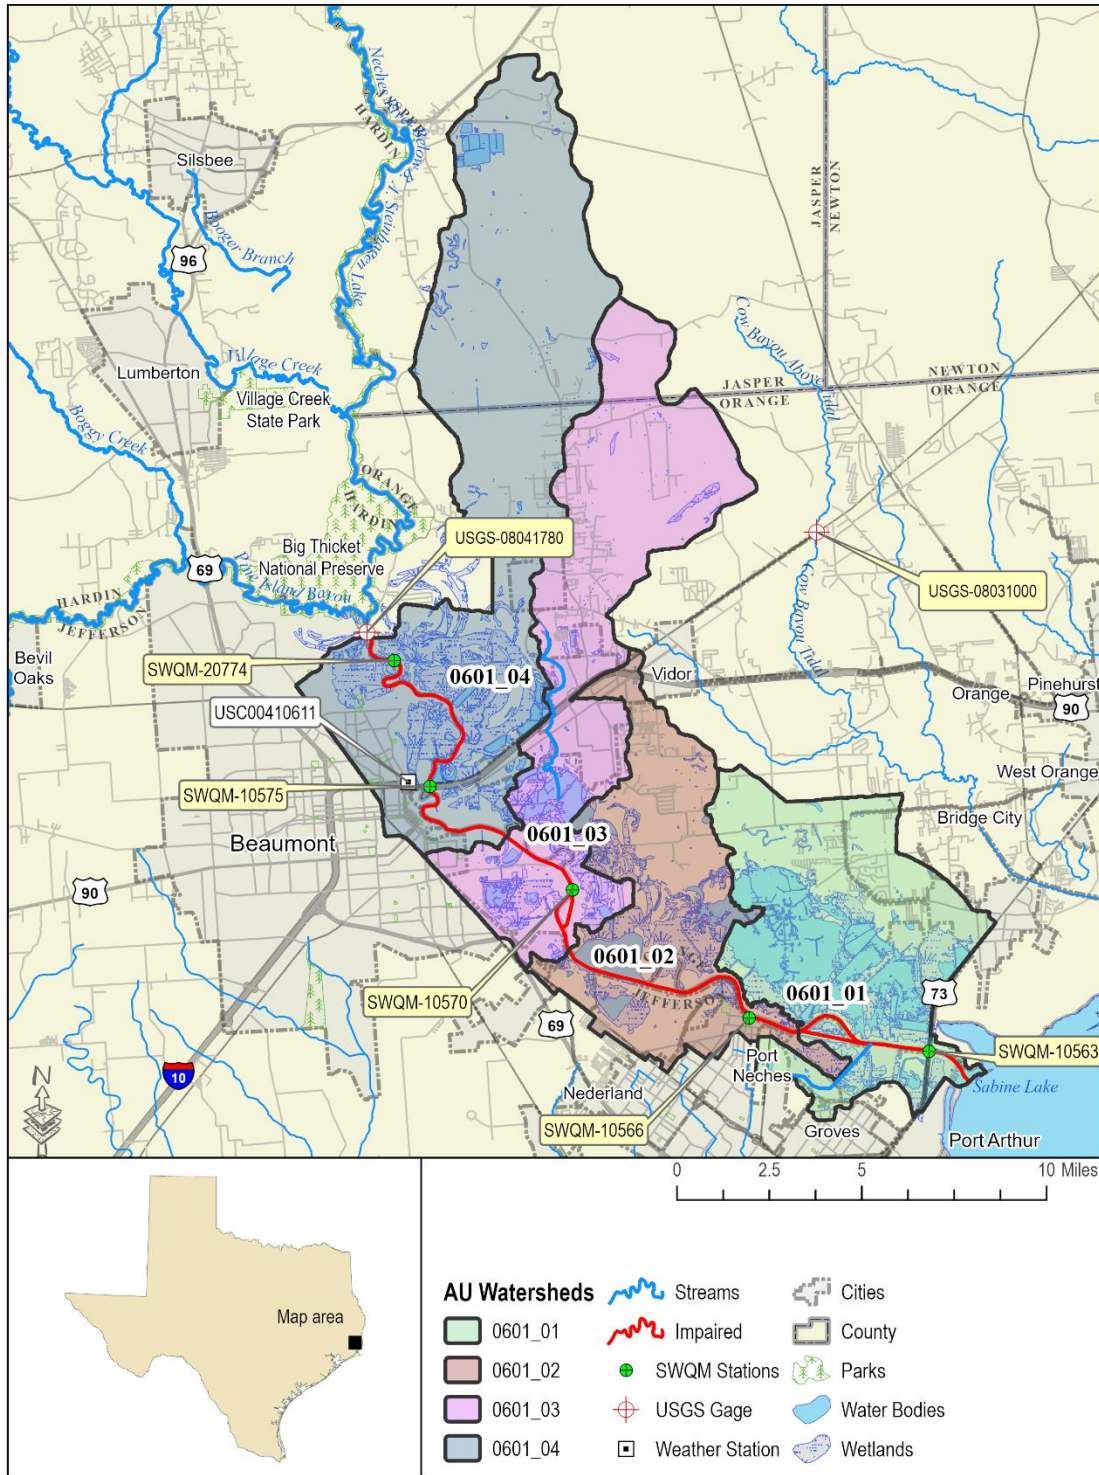 Neches River Below B. A. Steinhagen Lake
JASPER
HARDIN
Silsbee
Booger Branch
96
JASPER
NEWTON
Cow Bayou Above Tidal
Village Creek
Lumberton
Village Creek
State Park
NEWTON
JASPER
ORANGE
ORANGE
Boggy Creek
ORANGE
HARDIN
USGS-08041780
Big Thicket
National Preserve
69
Pine Island Bayou
USGS-08031000
HARDIN
JEFFERSON
Cow Bayou Tidal
Bevil
Oaks
SWQM-20774
0601_04
Vidor
Orange
Pinehurst
90
USC00410611
SWQM-10575
West Orange
Bridge City
Beaumont
0601_03
90
0601_02
0601_01
73
SWQM-10570
JEFFERSON
69
SWQM-10563
Port
Neches
Sabine Lake
10
N
Nederland
SWQM-10566
Groves
Port Arthur
0 2.5 5 10 Miles
Map area
AU Watersheds
0601_01
0601_02
0601_03
0601_04
Streams
Impaired
SWQM Stations
USGS Gage
Weather Station
Cities
County
Parks
Water Bodies
Wetlands